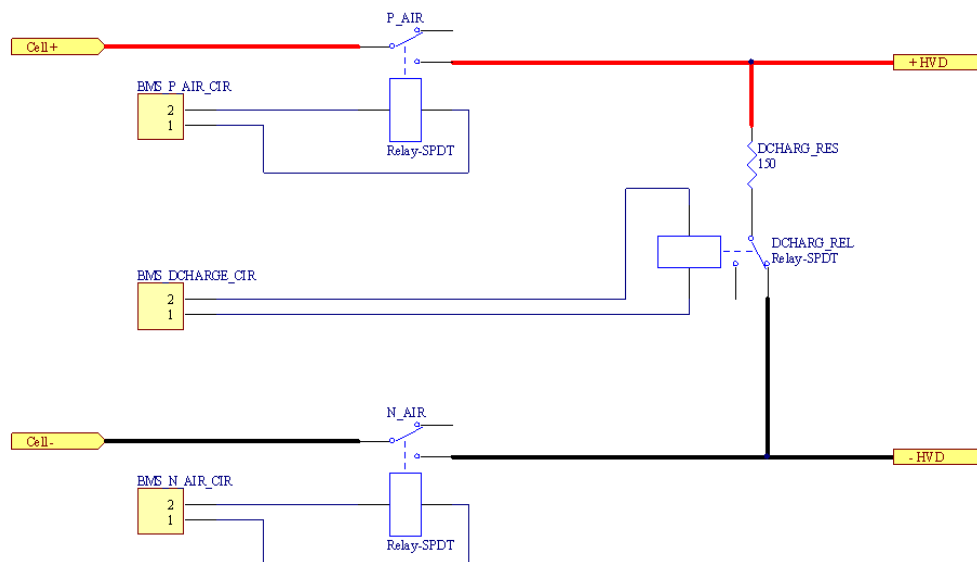 P_AIR
Cell+
+HVD
BMS_P_AIR_CIR
2
1
Relay-SPDT
DCHARG_RES
150
DCHARG_REL
Relay-SPDT
BMS_DCHARGE_CIR
2
1
N_AIR
Cell-
-HVD
BMS_N_AIR_CIR
2
1
Relay-SPDT